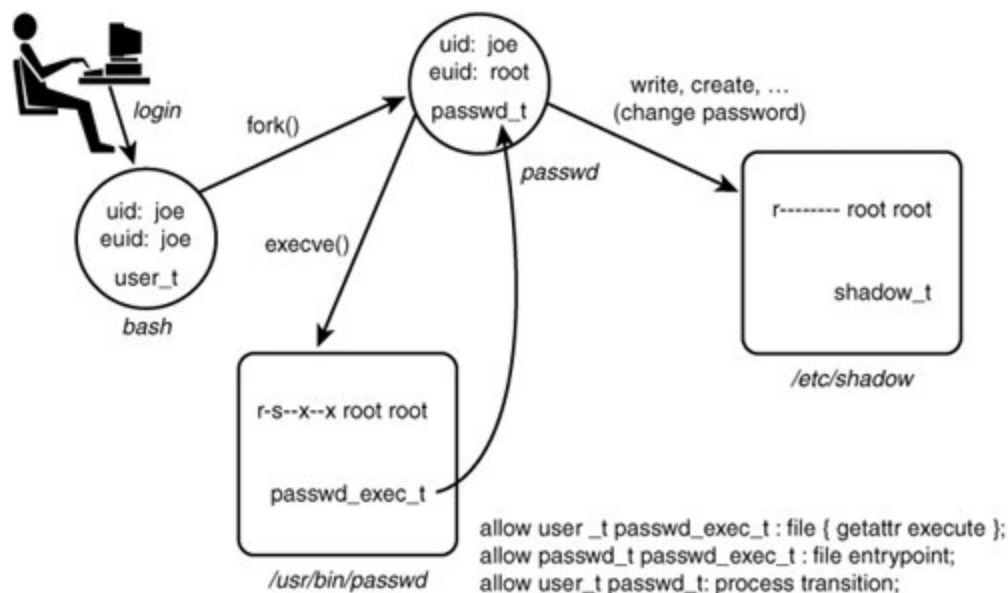 login
uid: joe
euid: joe
user_t
bash
fork()
uid: joe
euid: root
passwd_t
passwd
execve()
write, create, ...
(change password)
r-------- root root
shadow_t
/etc/shadow
r-s--x--x root root
passwd_exec_t
/usr/bin/passwd
allow user _t passwd_exec_t : file { getattr execute };
allow passwd_t passwd_exec_t : file entrypoint;
allow user_t passwd_t: process transition;